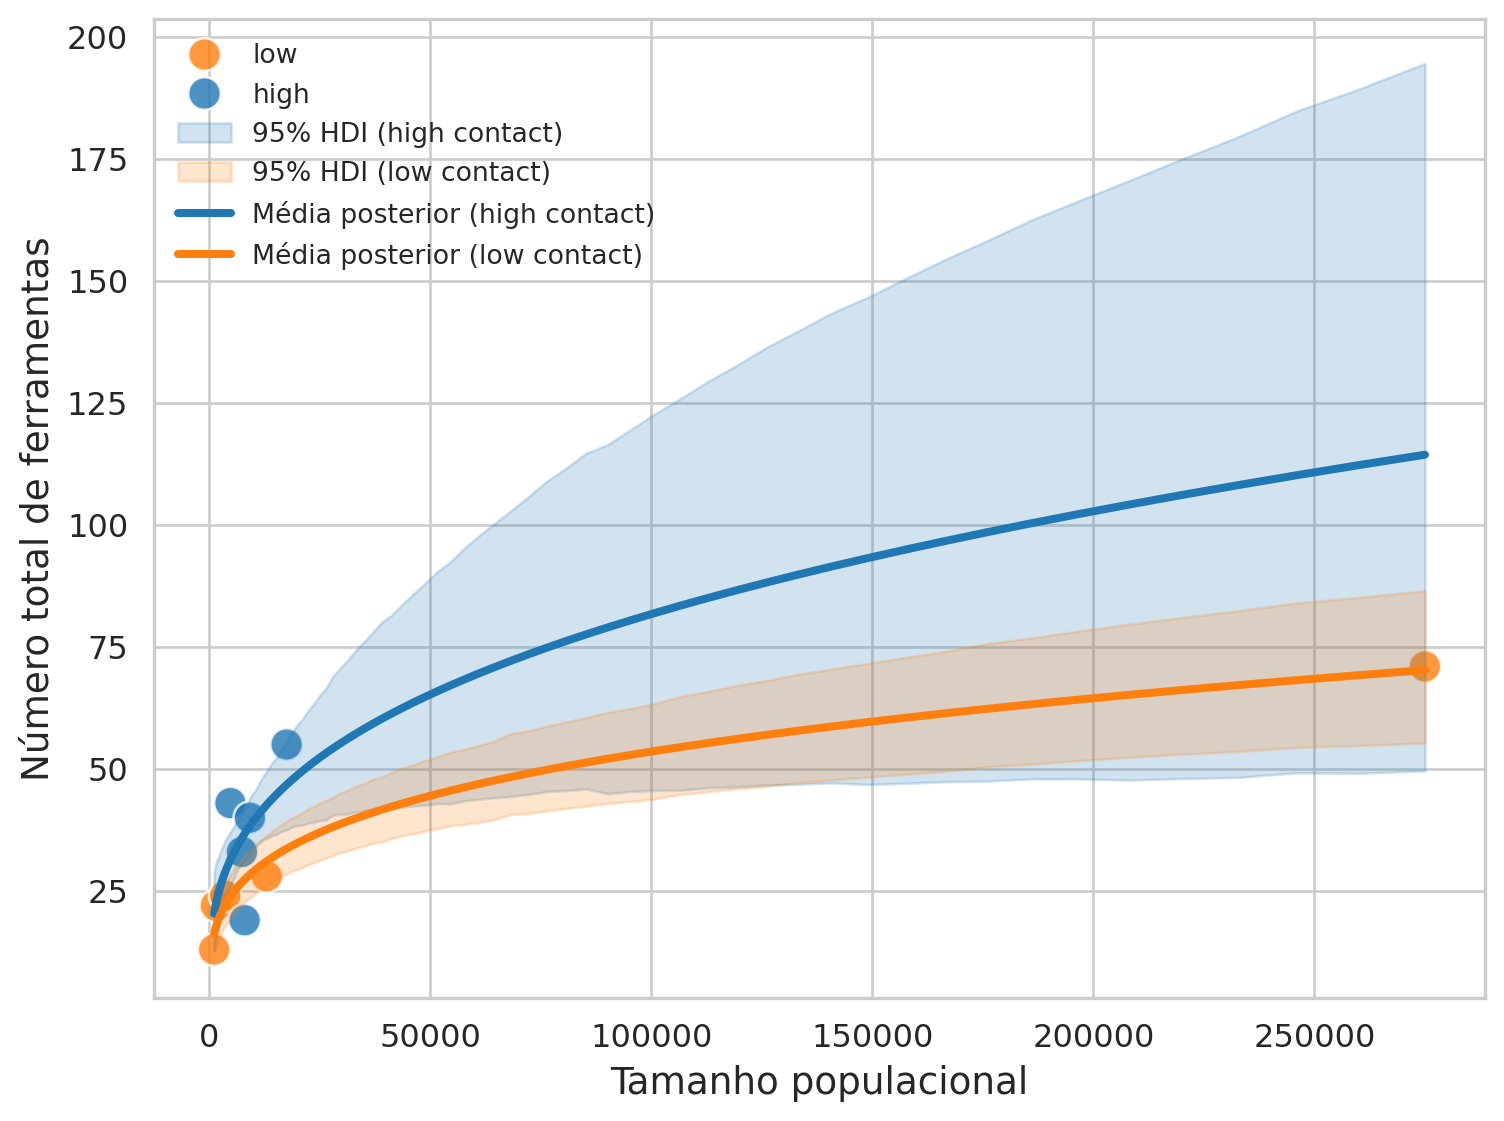 200
175
150
125
100
75
50
25
Número total de ferramentas
low
high
95% HDI (high contact)
95% HDI (low contact)
Média posterior (high contact)
Média posterior (low contact)
0 50000 100000 150000 200000 250000
Tamanho populacional